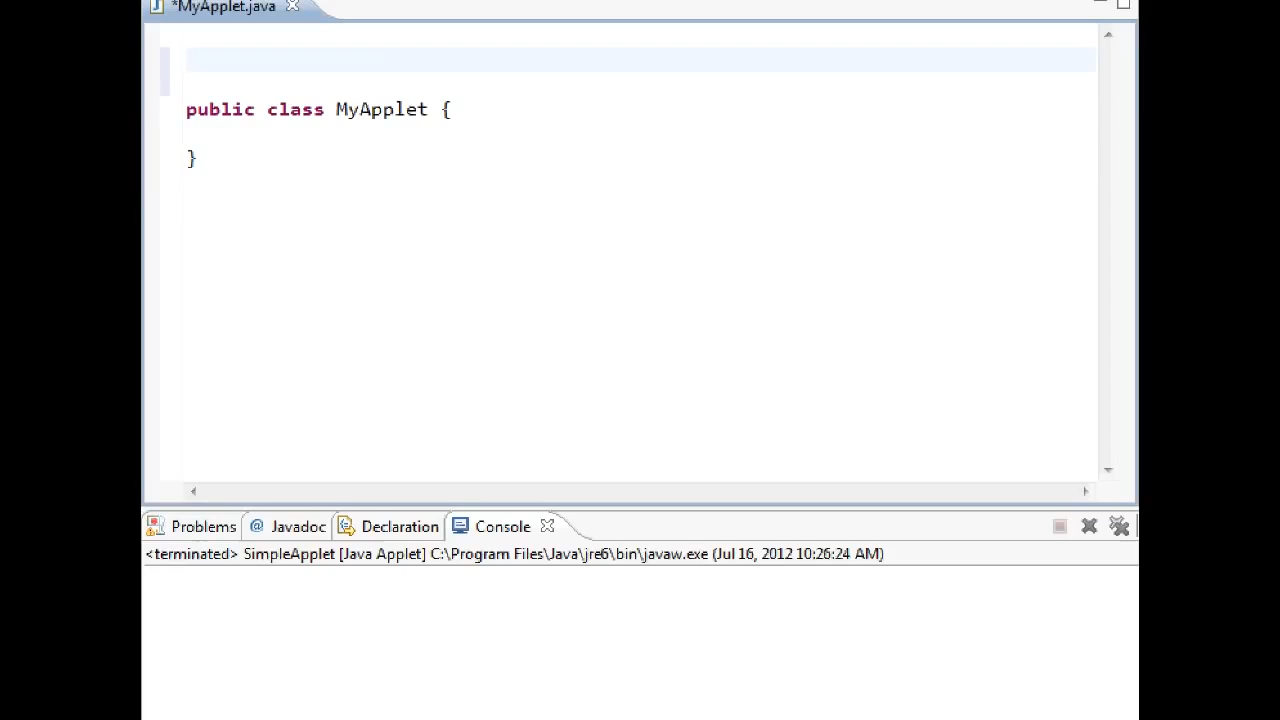 *MyApplet.java
public class MyApplet {
}
Problems @ Javadoc Declaration Console
<terminated> SimpleApplet [Java Applet] C:\Program Files\Java\jre6\bin\javaw.exe (Jul 16, 2012 10:26:24 AM)